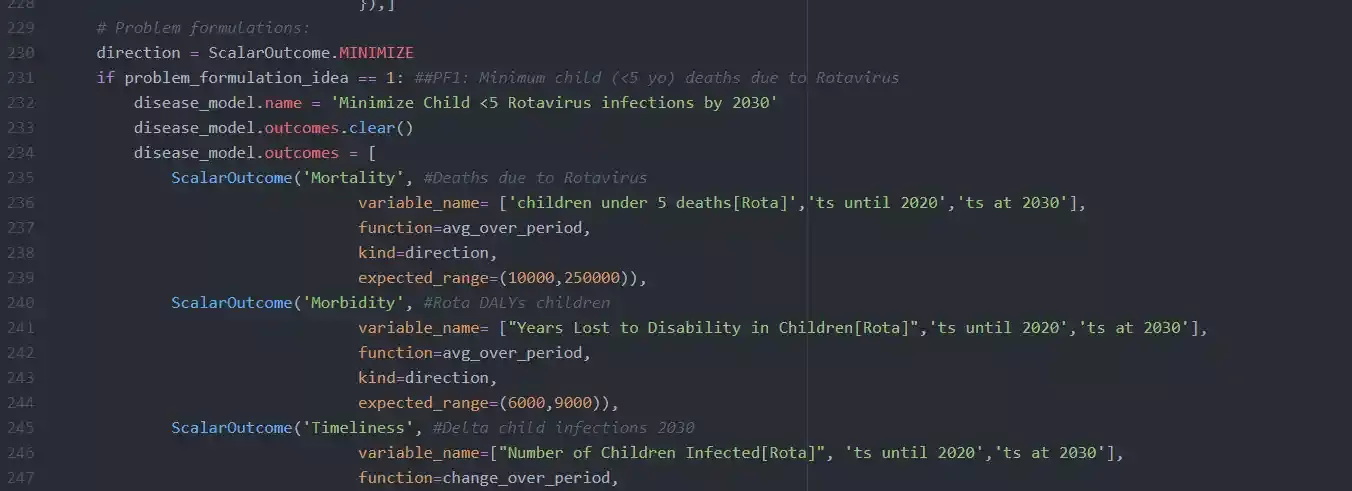 228 }),]
229 # Problem formulations:
230 direction = ScalarOutcome.MINIMIZE
231 if problem_formulation_idea == 1: ##PF1: Minimum child (<5 yo) deaths due to Rotavirus
232 disease_model.name = 'Minimize Child <5 Rotavirus infections by 2030'
233 disease_model.outcomes.clear()
234 disease_model.outcomes = [
235 ScalarOutcome('Mortality', #Deaths due to Rotavirus
236 variable_name= ['children under 5 deaths[Rota]','ts until 2020','ts at 2030'],
237 function=avg_over_period,
238 kind=direction,
239 expected_range=(10000,250000)),
240 ScalarOutcome('Morbidity', #Rota DALYs children
241 variable_name= ["Years Lost to Disability in Children[Rota]",'ts until 2020','ts at 2030'],
242 function=avg_over_period,
243 kind=direction,
244 expected_range=(6000,9000)),
245 ScalarOutcome('Timeliness', #Delta child infections 2030
246 variable_name=["Number of Children Infected[Rota]", 'ts until 2020','ts at 2030'],
247 function=change_over_period,